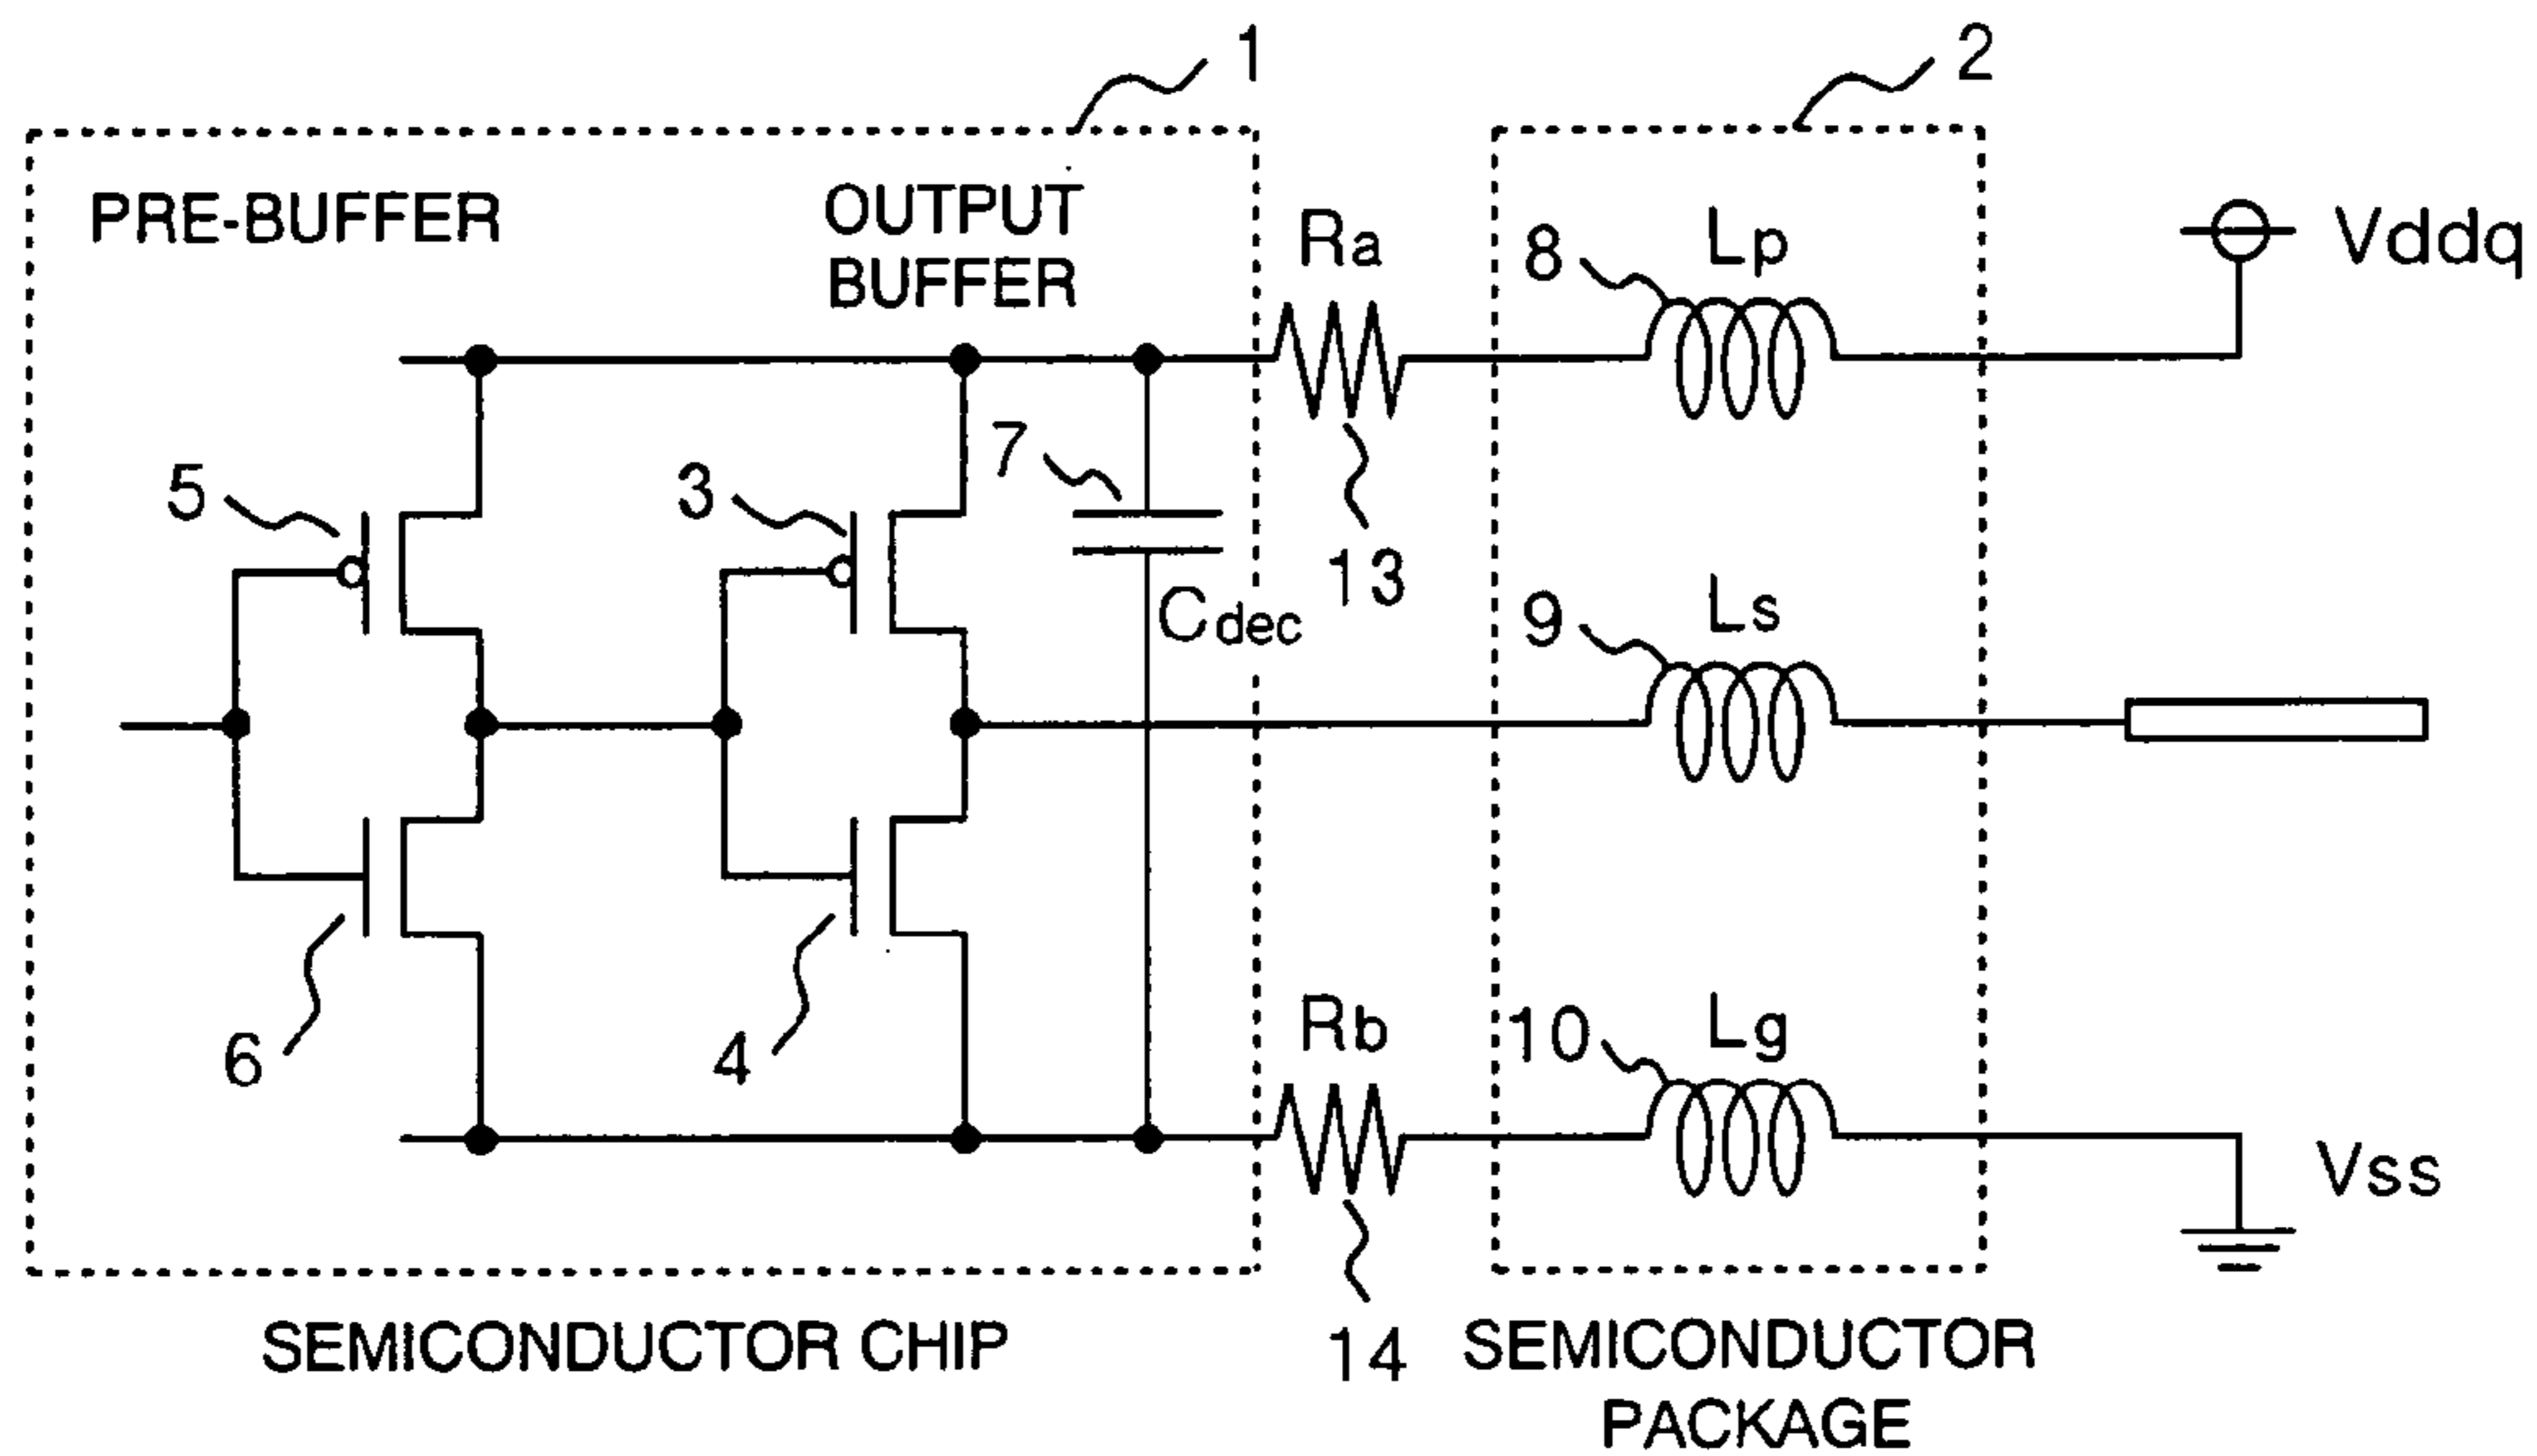 1
2
PRE-BUFFER
OUTPUT
BUFFER
Ra
8
Lp
Vddq
5
3
7
13
Cdec
9
Ls
6
4
Rb
10
Lg
Vss
14
SEMICONDUCTOR CHIP
SEMICONDUCTOR
PACKAGE